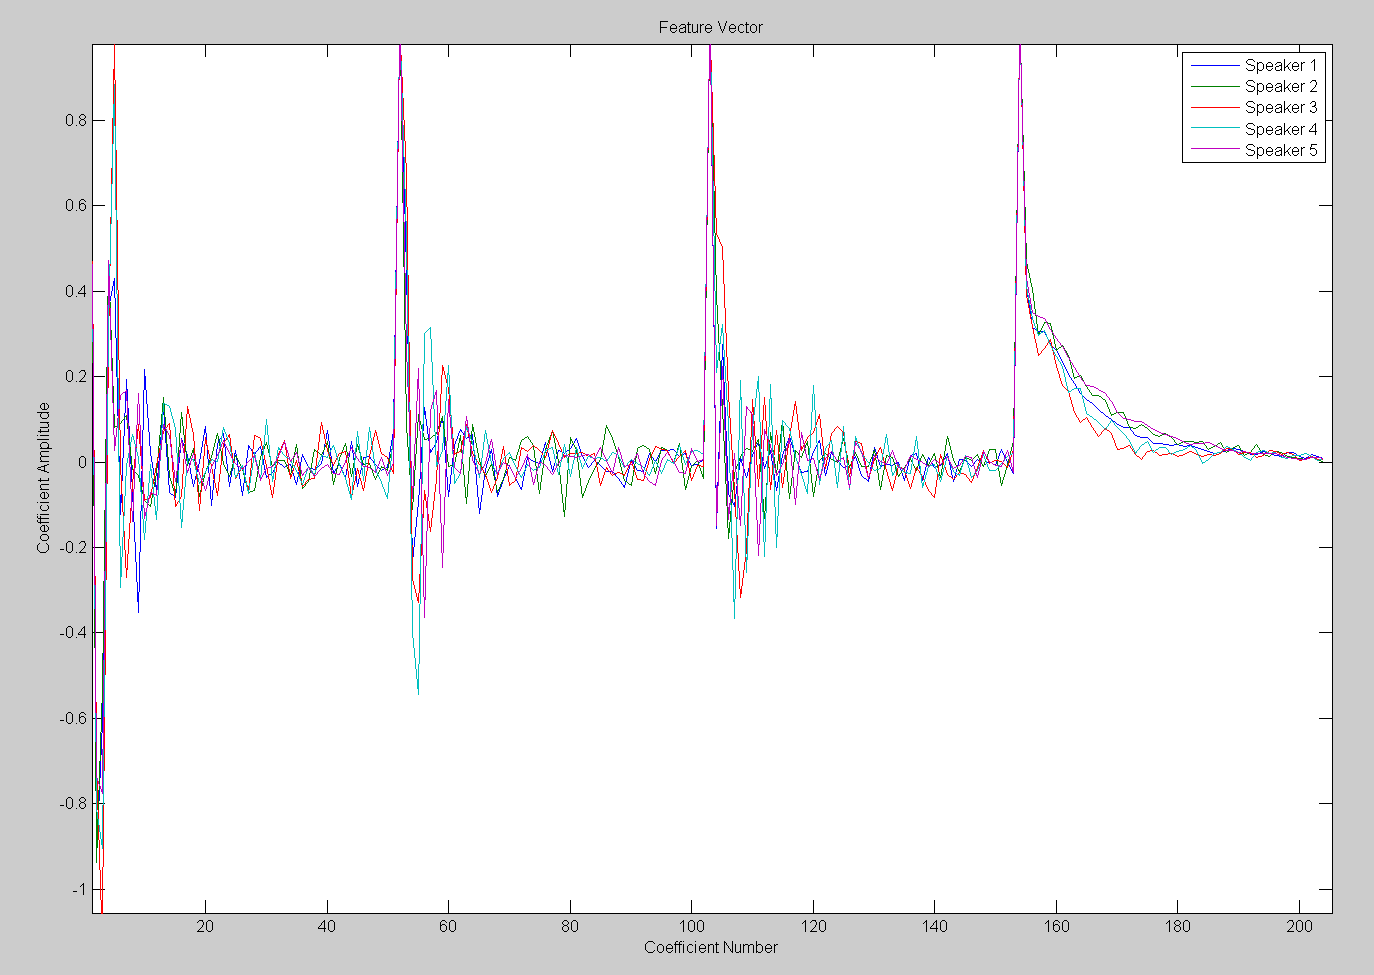 Feature Vector
Speaker 1
Speaker 2
Speaker 3
Speaker 4
Speaker 5
0.8
0.6
0.4
0.2
0
-0.2
-0.4
-0.6
-0.8
-1
Coefficient Amplitude
20 40 60 80 100 120 140 160 180 200
Coefficient Number